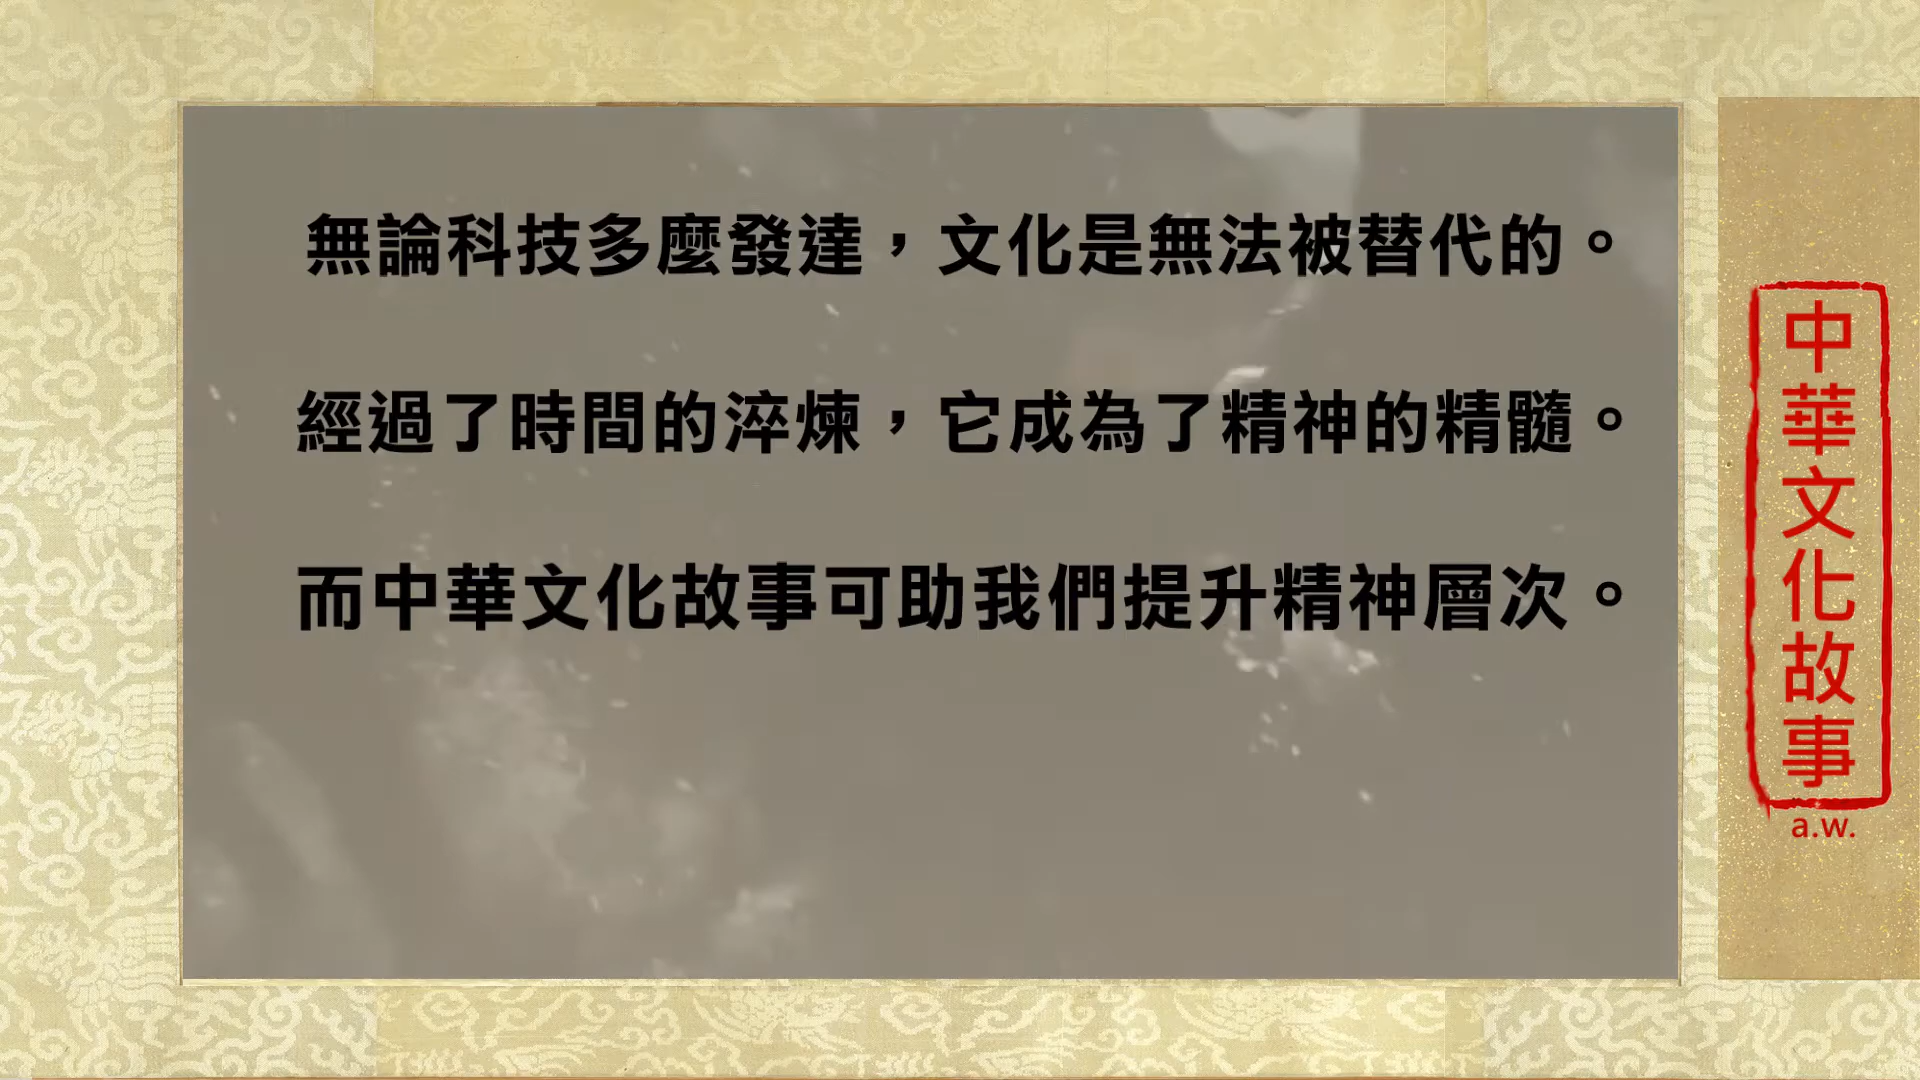 無論科技多麼發達，文化是無法被替代的。
經過了時間的淬煉，它成為了精神的精髓。
而中華文化故事可助我們提升精神層次。
中華文化故事
a.w.